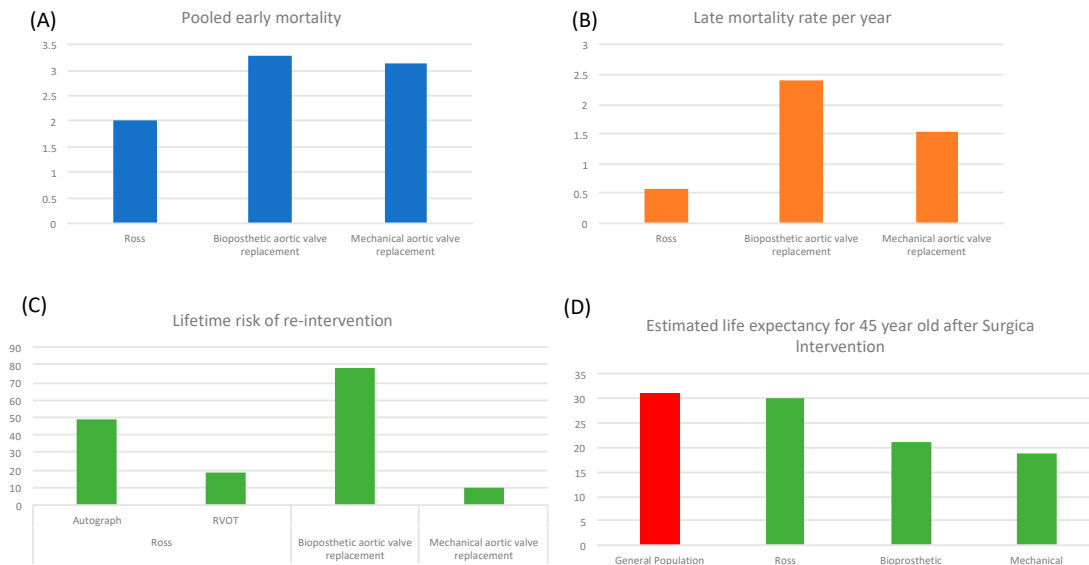 (A)
Pooled early mortality
3.5
3
2.5
2
1.5
1
0.5
0
Ross
Bioposthetic aortic valve
replacement
Mechanical aortic valve
replacement
(B)
Late mortality rate per year
3
2.5
2
1.5
1
0.5
0
Ross
Bioposthetic aortic valve
replacement
Mechanical aortic valve
replacement
(C)
Lifetime risk of re-intervention
90
80
70
60
50
40
30
20
10
0
Autograph
RVOT
Ross
Bioposthetic aortic valve
replacement
Mechanical aortic valve
replacement
(D)
Estimated life expectancy for 45 year old after Surgica
Intervention
35
30
25
20
15
10
5
0
General Population
Ross
Bioprosthetic
Mechanical